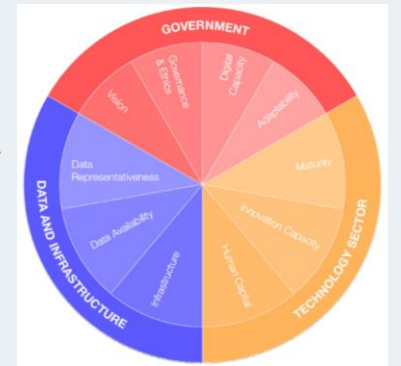 GOVERNMENT
Vision
Governance
& Ethics
Digital
Capacity
Adaptability
Maturity
Innovation Capacity
Human Capital
TECHNOLOGY SECTOR
Infrastructure
Data Availability
Data
Representativeness
DATA AND INFRASTRUCTURE